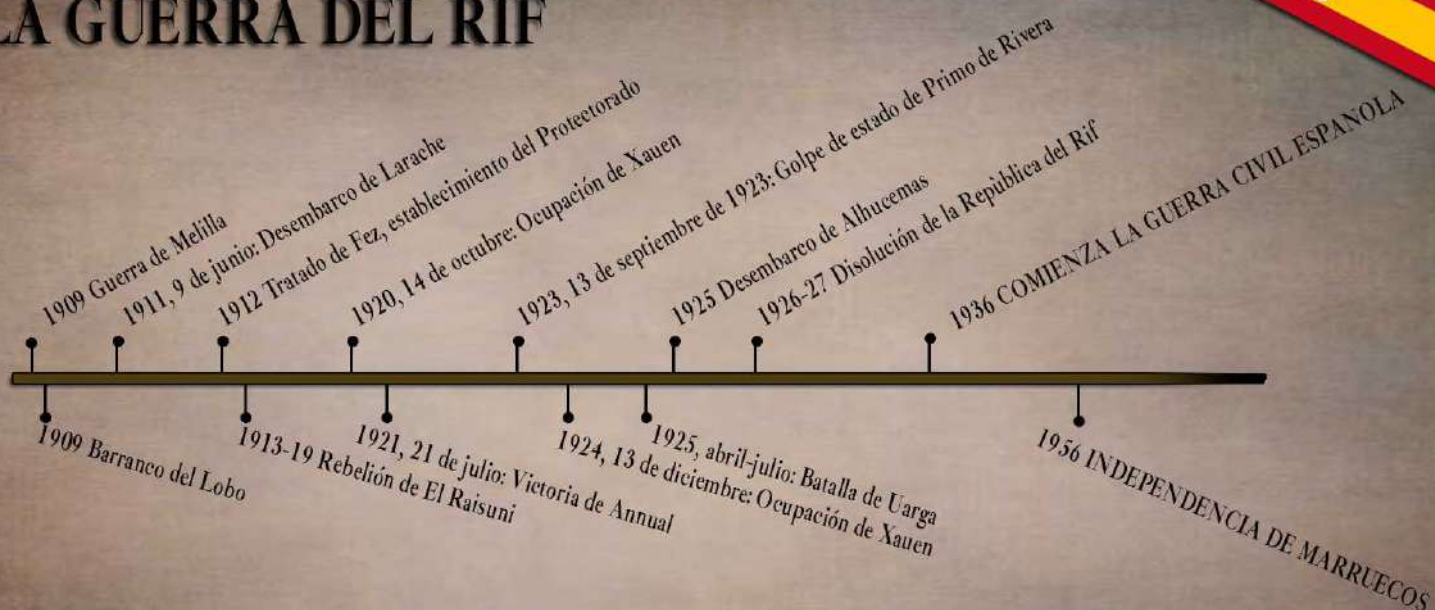 LA GUERRA DEL RIF
1909 Guerra de Melilla
1911, 9 de junio: Desembarco de Larache
1912 Tratado de Fez, establecimiento del Protectorado
1920, 14 de octubre: Ocupación de Xauen
1923, 13 de septiembre de 1923: Golpe de estado de Primo de Rivera
1925 Desembarco de Alhucemas
1926-27 Disolución de la Repùblica del Rif
1936 COMIENZA LA GUERRA CIVIL ESPANOLA
1909 Barranco del Lobo
1913-19 Rebelión de El Raisuni
1921, 21 de julio: Victoria de Annual
1924, 13 de diciembre: Ocupación de Xauen
1925, abril-julio: Batalla de Uarga
1956 INDEPENDENCIA DE MARRUECOS